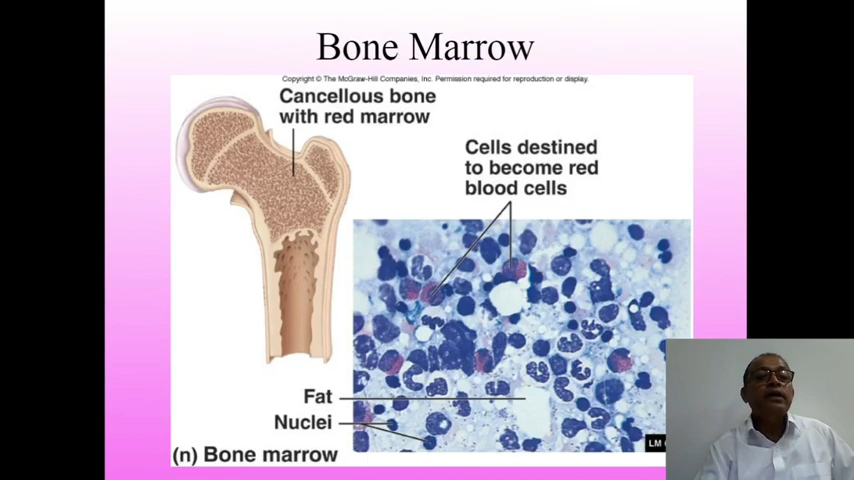 Bone Marrow
Copyright © The McGraw-Hill Companies, Inc. Permission required for reproduction or display.
Cancellous bone
with red marrow
Cells destined
to become red
blood cells
Fat
Nuclei
(n) Bone marrow
LM